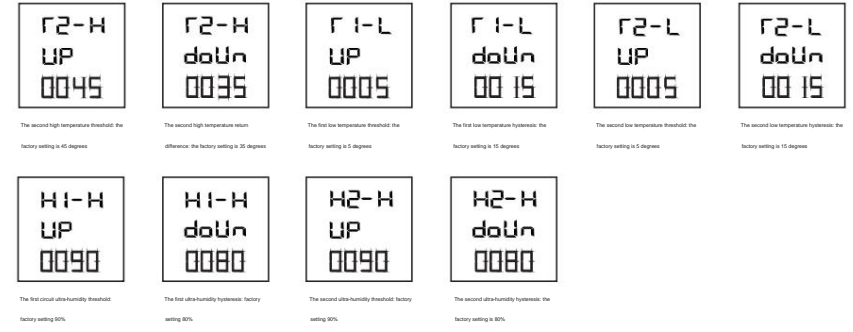 r2-H
UP
0045
The second high temperature threshold: the
factory setting is 45 degrees
r2-H
doUn
0035
The second high temperature return
difference: the factory setting is 35 degrees
r1-L
UP
0005
The first low temperature threshold: the
factory setting is 5 degrees
r1-L
doUn
0015
The first low temperature hysteresis: the
factory setting is 15 degrees
r2-L
UP
0005
The second low temperature threshold: the
factory setting is 5 degrees
r2-L
doUn
0015
The second low temperature hysteresis: the
factory setting is 15 degrees
H1-H
UP
0090
The first circuit ultra-humidity threshold:
factory setting 90%
H1-H
doUn
0080
The first ultra-humidity hysteresis: factory
setting 80%
H2-H
UP
0090
The second ultra-humidity threshold: factory
setting 90%
H2-H
doUn
0080
The second ultra-humidity hysteresis: the
factory setting is 80%